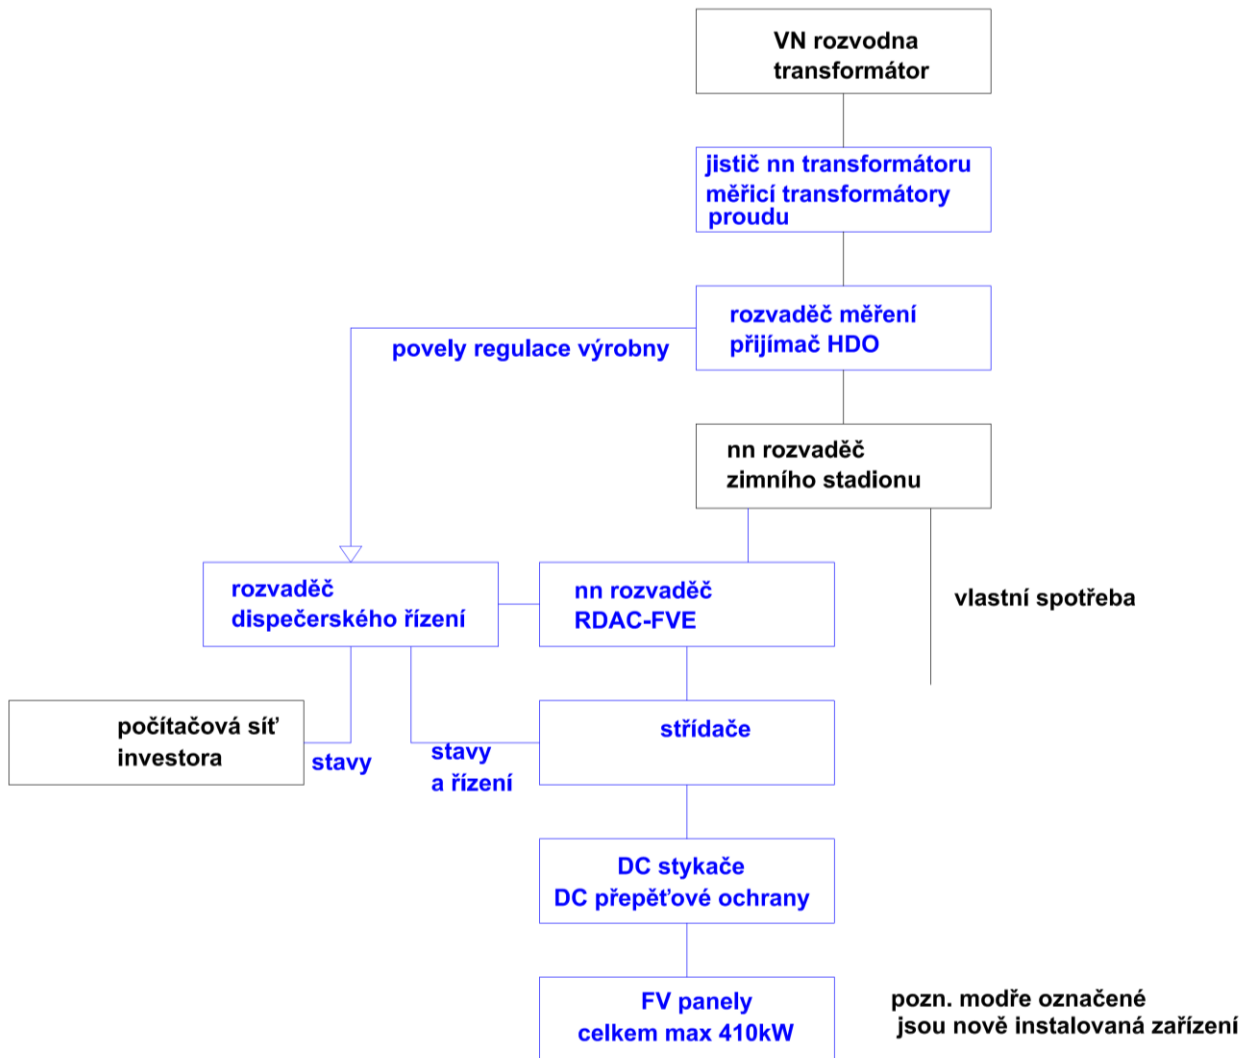 VN rozvodna
transformátor
jistič nn transformátoru
měřicí transformátory
proudu
rozvaděč měření
přijímač HDO
povely regulace výrobny
nn rozvaděč
zimního stadionu
rozvaděč
dispečerského řízení
nn rozvaděč
RDAC-FVE
vlastní spotřeba
počítačová síť
investora
stavy
stavy
a řízení
střídače
DC stykače
DC přepěťové ochrany
FV panely
celkem max 410kW
pozn. modře označené
jsou nově instalovaná zařízení